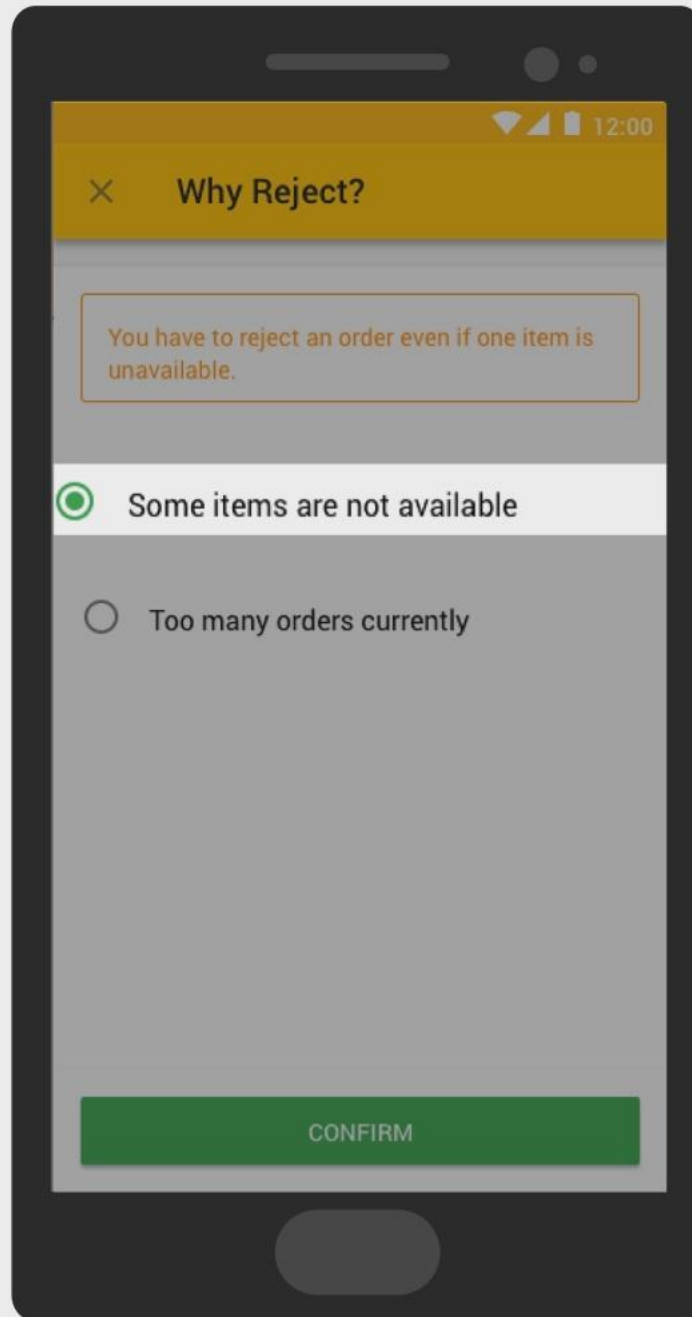 12:00
Why Reject?
You have to reject an order even if one item is
unavailable.
Some items are not available
Too many orders currently
CONFIRM